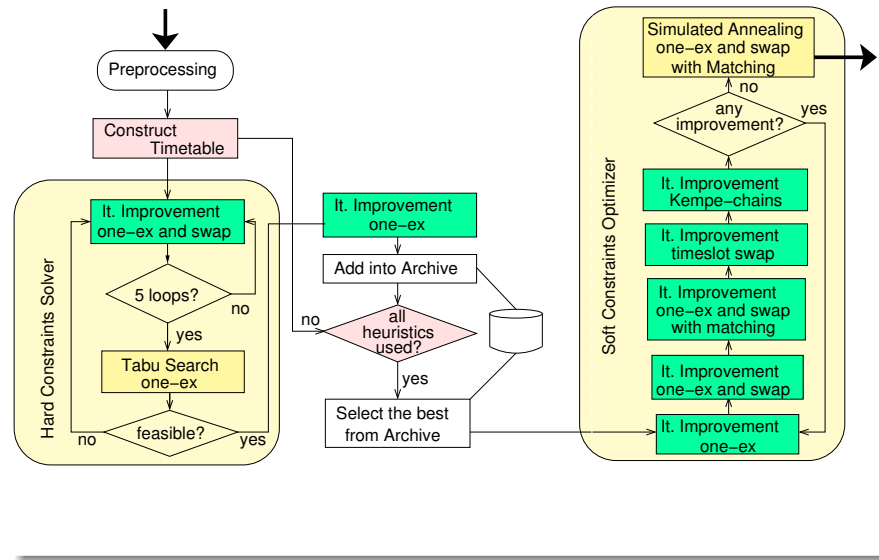 Preprocessing
Construct
Timetable
Hard Constraints Solver
It. Improvement
one−ex and swap
5 loops?
no
yes
Tabu Search
one−ex
feasible?
no
yes
It. Improvement
one−ex
Add into Archive
no
all
heuristics
used?
yes
Select the best
from Archive
Soft Constraints Optimizer
Simulated Annealing
one−ex and swap
with Matching
no
any
improvement?
yes
It. Improvement
Kempe−chains
It. Improvement
timeslot swap
It. Improvement
one−ex and swap
with matching
It. Improvement
one−ex and swap
It. Improvement
one−ex